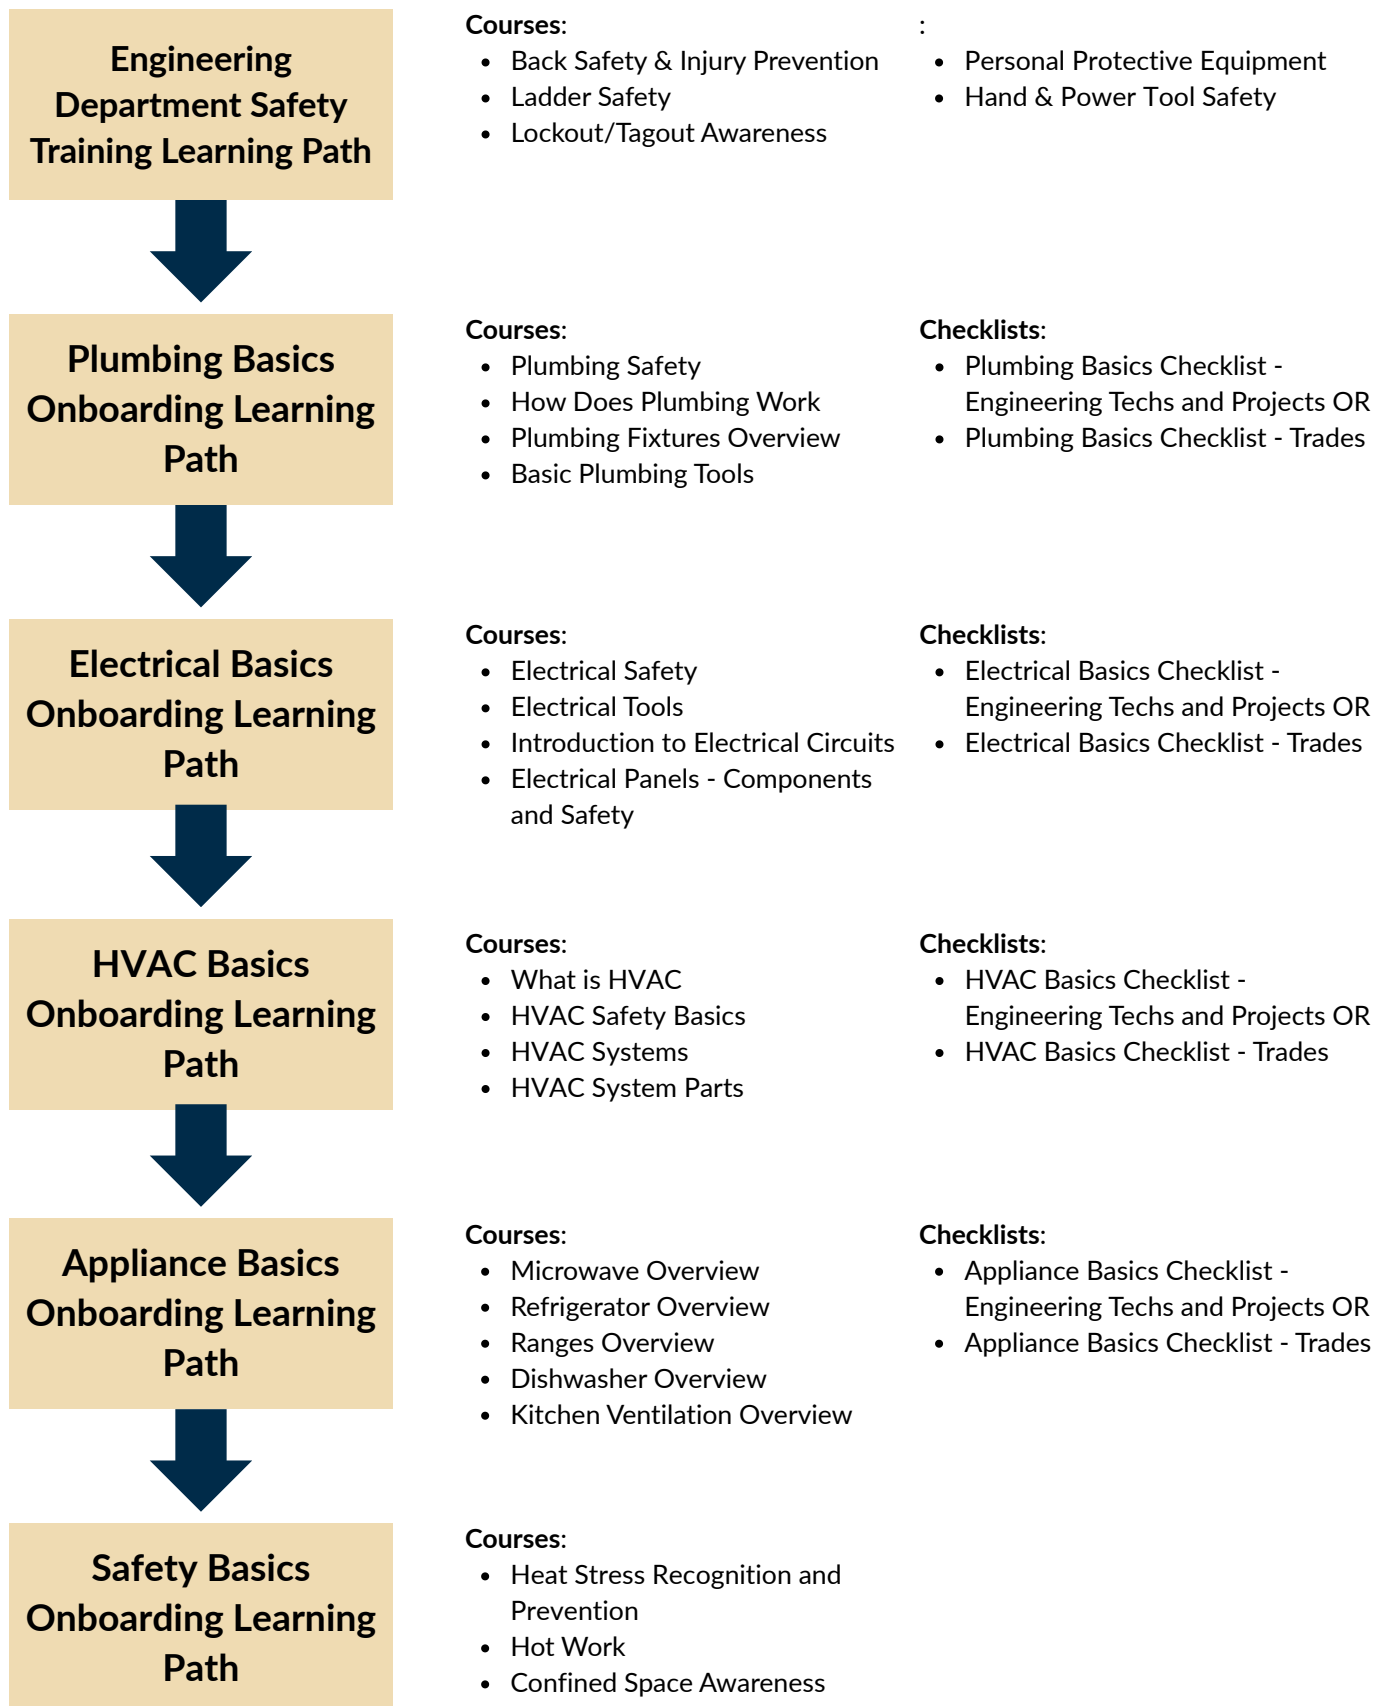 Engineering
Department Safety
Training Learning Path
Courses:
• Back Safety & Injury Prevention
• Ladder Safety
• Lockout/Tagout Awareness
:
• Personal Protective Equipment
• Hand & Power Tool Safety
Plumbing Basics
Onboarding Learning
Path
Courses:
• Plumbing Safety
• How Does Plumbing Work
• Plumbing Fixtures Overview
• Basic Plumbing Tools
Checklists:
• Plumbing Basics Checklist -
Engineering Techs and Projects OR
• Plumbing Basics Checklist - Trades
Electrical Basics
Onboarding Learning
Path
Courses:
• Electrical Safety
• Electrical Tools
• Introduction to Electrical Circuits
• Electrical Panels - Components
and Safety
Checklists:
• Electrical Basics Checklist -
Engineering Techs and Projects OR
• Electrical Basics Checklist - Trades
HVAC Basics
Onboarding Learning
Path
Courses:
• What is HVAC
• HVAC Safety Basics
• HVAC Systems
• HVAC System Parts
Checklists:
• HVAC Basics Checklist -
Engineering Techs and Projects OR
• HVAC Basics Checklist - Trades
Appliance Basics
Onboarding Learning
Path
Courses:
• Microwave Overview
• Refrigerator Overview
• Ranges Overview
• Dishwasher Overview
• Kitchen Ventilation Overview
Checklists:
• Appliance Basics Checklist -
Engineering Techs and Projects OR
• Appliance Basics Checklist - Trades
Safety Basics
Onboarding Learning
Path
Courses:
• Heat Stress Recognition and
Prevention
• Hot Work
• Confined Space Awareness